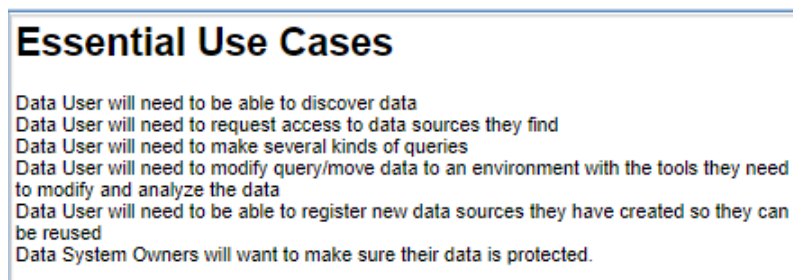 Essential Use Cases
Data User will need to be able to discover data
Data User will need to request access to data sources they find
Data User will need to make several kinds of queries
Data User will need to modify query/move data to an environment with the tools they need
to modify and analyze the data
Data User will need to be able to register new data sources they have created so they can
be reused
Data System Owners will want to make sure their data is protected.